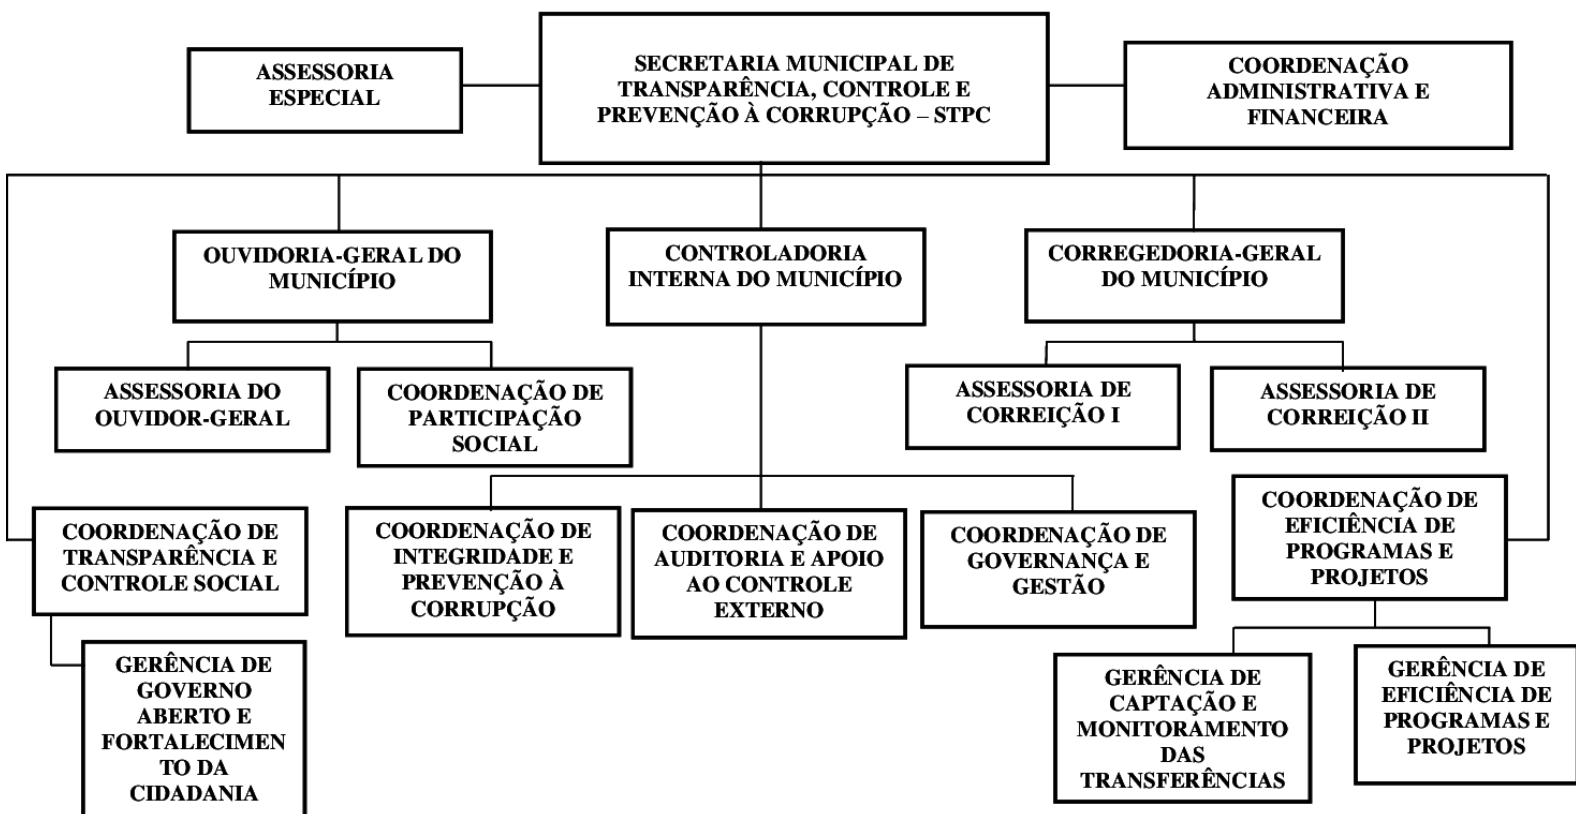 ASSESSORIA
ESPECIAL
SECRETARIA MUNICIPAL DE
TRANSPARÊNCIA, CONTROLE E
PREVENÇÃO À CORRUPÇÃO – STPC
COORDENAÇÃO
ADMINISTRATIVA E
FINANCEIRA
OUVIDORIA-GERAL DO
MUNICÍPIO
CONTROLADORIA
INTERNA DO MUNICÍPIO
CORREGEDORIA-GERAL
DO MUNICÍPIO
ASSESSORIA DO
OUVIDOR-GERAL
COORDENAÇÃO DE
PARTICIPAÇÃO
SOCIAL
ASSESSORIA DE
CORREIÇÃO I
ASSESSORIA DE
CORREIÇÃO II
COORDENAÇÃO DE
TRANSPARÊNCIA E
CONTROLE SOCIAL
COORDENAÇÃO DE
INTEGRIDADE E
PREVENÇÃO À
CORRUPÇÃO
COORDENAÇÃO DE
AUDITORIA E APOIO
AO CONTROLE
EXTERNO
COORDENAÇÃO DE
GOVERNANÇA E
GESTÃO
COORDENAÇÃO DE
EFICIÊNCIA DE
PROGRAMAS E
PROJETOS
GERÊNCIA DE
GOVERNO
ABERTO E
FORTALECIMEN
TO DA
CIDADANIA
GERÊNCIA DE
CAPTAÇÃO E
MONITORAMENTO
DAS
TRANSFERÊNCIAS
GERÊNCIA DE
EFICIÊNCIA DE
PROGRAMAS E
PROJETOS